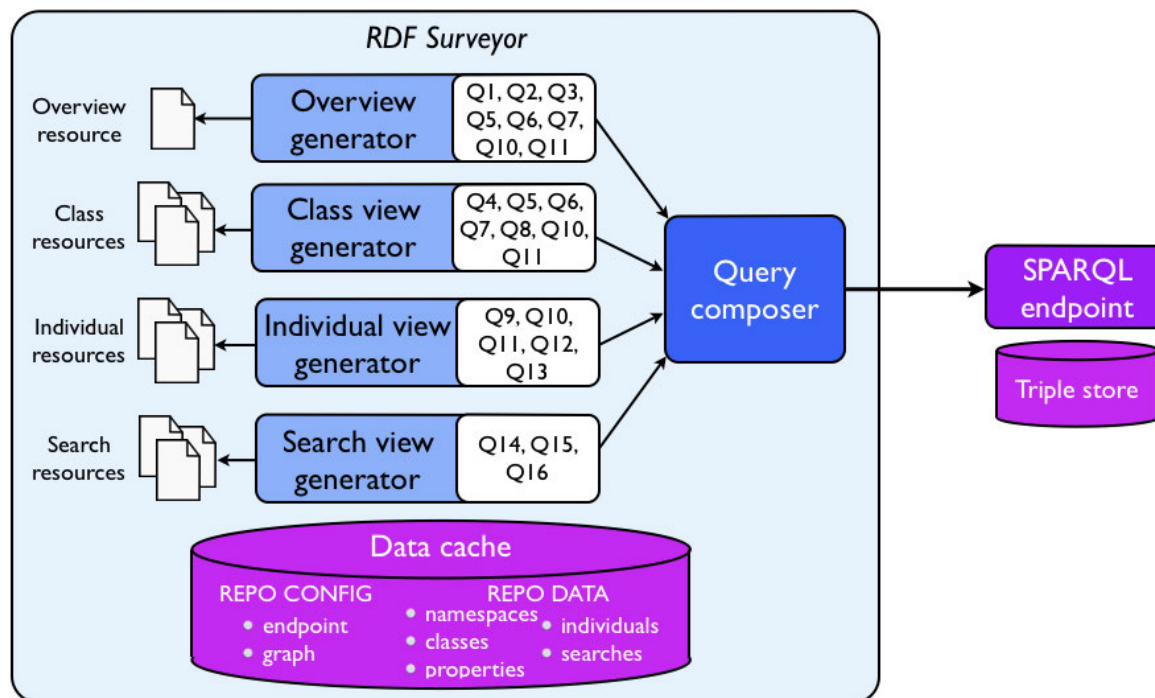 RDF Surveyor
Overview
resource
Overview
generator
Q1, Q2, Q3,
Q5, Q6, Q7,
Q10, Q11
Class
resources
Class view
generator
Q4, Q5, Q6,
Q7, Q8, Q10,
Q11
Individual
resources
Individual view
generator
Q9, Q10,
Q11, Q12,
Q13
Search
resources
Search view
generator
Q14, Q15,
Q16
Query
composer
SPARQL
endpoint
Triple store
Data cache
REPO CONFIG
• endpoint
• graph
REPO DATA
• namespaces
• classes
• properties
• individuals
• searches